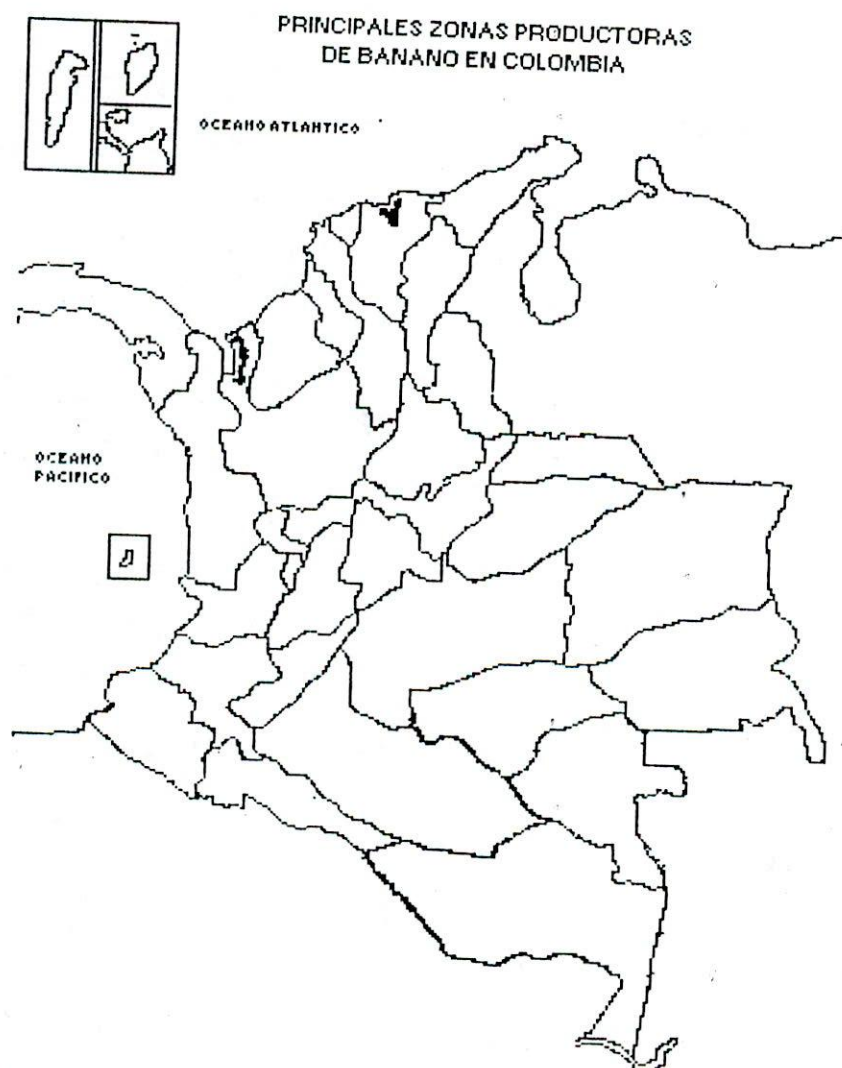 PRINCIPALES ZONAS PRODUCTORAS
DE BANANO EN COLOMBIA
OCEANO ATLANTICO
OCEANO
PACIFICO